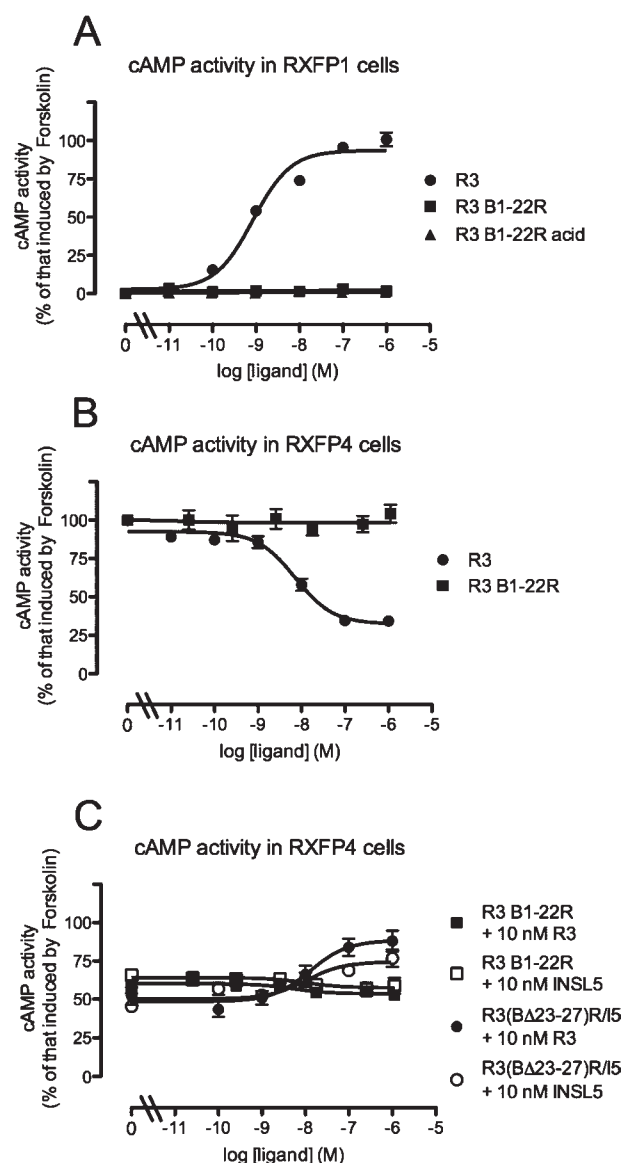 A
cAMP activity in RXFP1 cells
cAMP activity
(% of that induced by Forskolin)
100
75
50
25
0
0 -11 -10 -9 -8 -7 -6 -5
log [ligand] (M)
R3
R3 B1-22R
R3 B1-22R acid
B
cAMP activity in RXFP4 cells
cAMP activity
(% of that induced by Forskolin)
100
75
50
25
0
0 -11 -10 -9 -8 -7 -6 -5
log [ligand] (M)
R3
R3 B1-22R
C
cAMP activity in RXFP4 cells
cAMP activity
(% of that induced by Forskolin)
100
75
50
25
0
0 -11 -10 -9 -8 -7 -6 -5
log [ligand] (M)
R3 B1-22R
+ 10 nM R3
R3 B1-22R
+ 10 nM INSL5
R3(BΔ23-27)R/I5
+ 10 nM R3
R3(BΔ23-27)R/I5
+ 10 nM INSL5